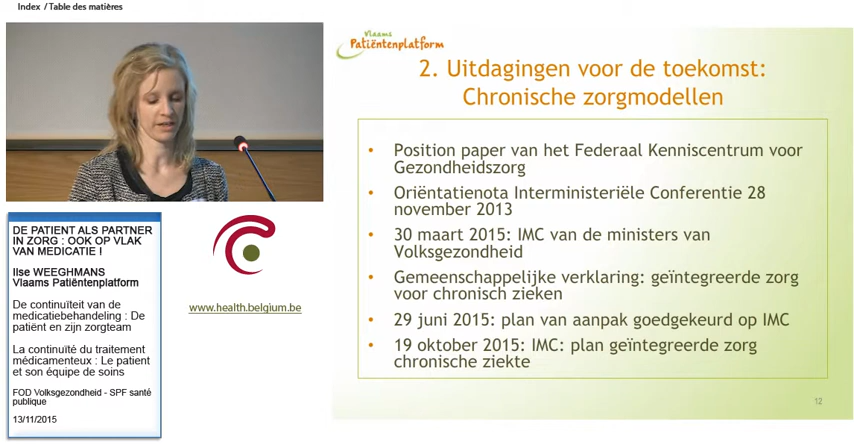 Index / Table des matières
Vlaams
Patiëntenplatform
2. Uitdagingen voor de toekomst:
Chronische zorgmodellen
• Position paper van het Federaal Kenniscentrum voor
Gezondheidszorg
• Oriëntatienota Interministeriële Conferentie 28
november 2013
• 30 maart 2015: IMC van de ministers van
Volksgezondheid
• Gemeenschappelijke verklaring: geïntegreerde zorg
voor chronisch zieken
• 29 juni 2015: plan van aanpak goedgekeurd op IMC
• 19 oktober 2015: IMC: plan geïntegreerde zorg
chronische ziekte
12
DE PATIENT ALS PARTNER
IN ZORG : OOK OP VLAK
VAN MEDICATIE !
Ilse WEEGHMANS
Vlaams Patiëntenplatform
De continuïteit van de
medicatiebehandeling : De
patiënt en zijn zorgteam
La continuïté du traitement
médicamenteux : Le patient
et son équipe de soins
FOD Volksgezondheid - SPF santé
publique
13/11/2015
www.health.belgium.be